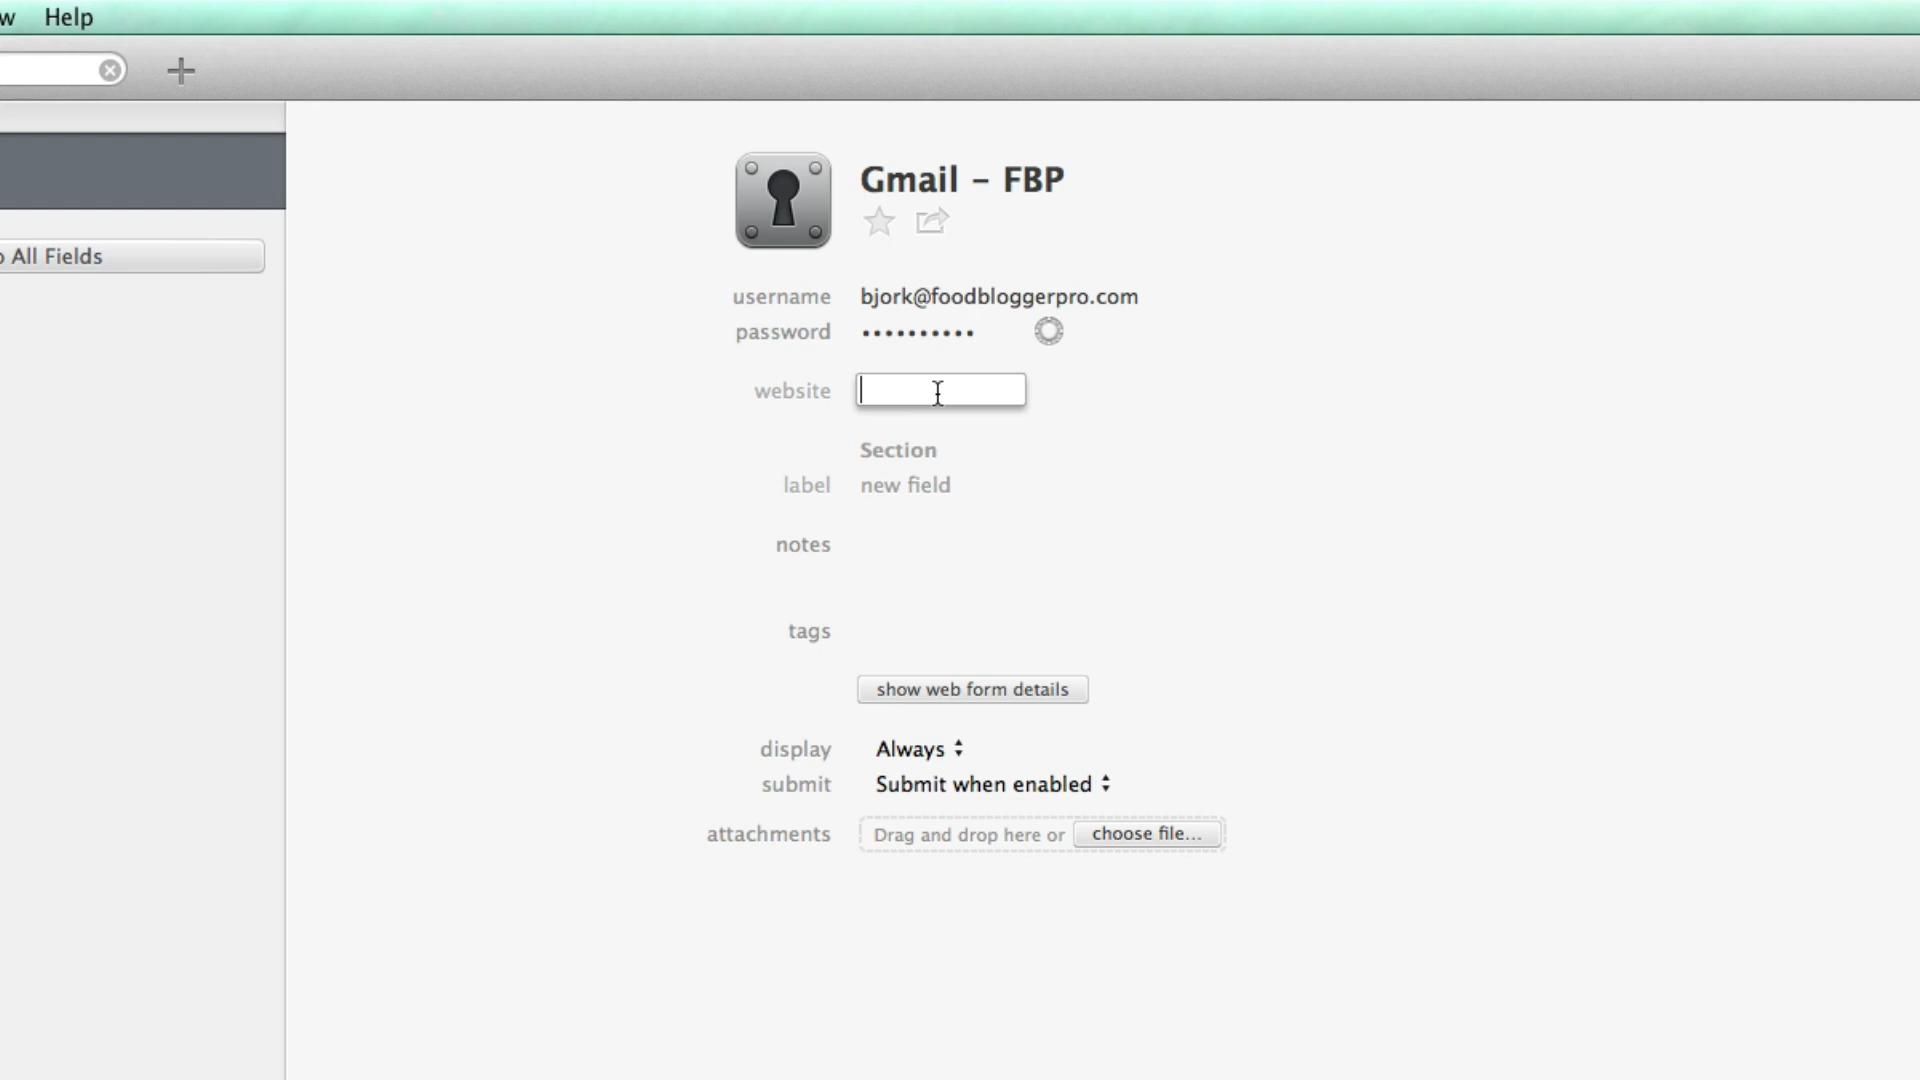 Help
All Fields
Gmail – FBP
username bjork@foodbloggerpro.com
password ••••••••••
website
Section
label new field
notes
tags
show web form details
display Always
submit Submit when enabled
attachments Drag and drop here or choose file...